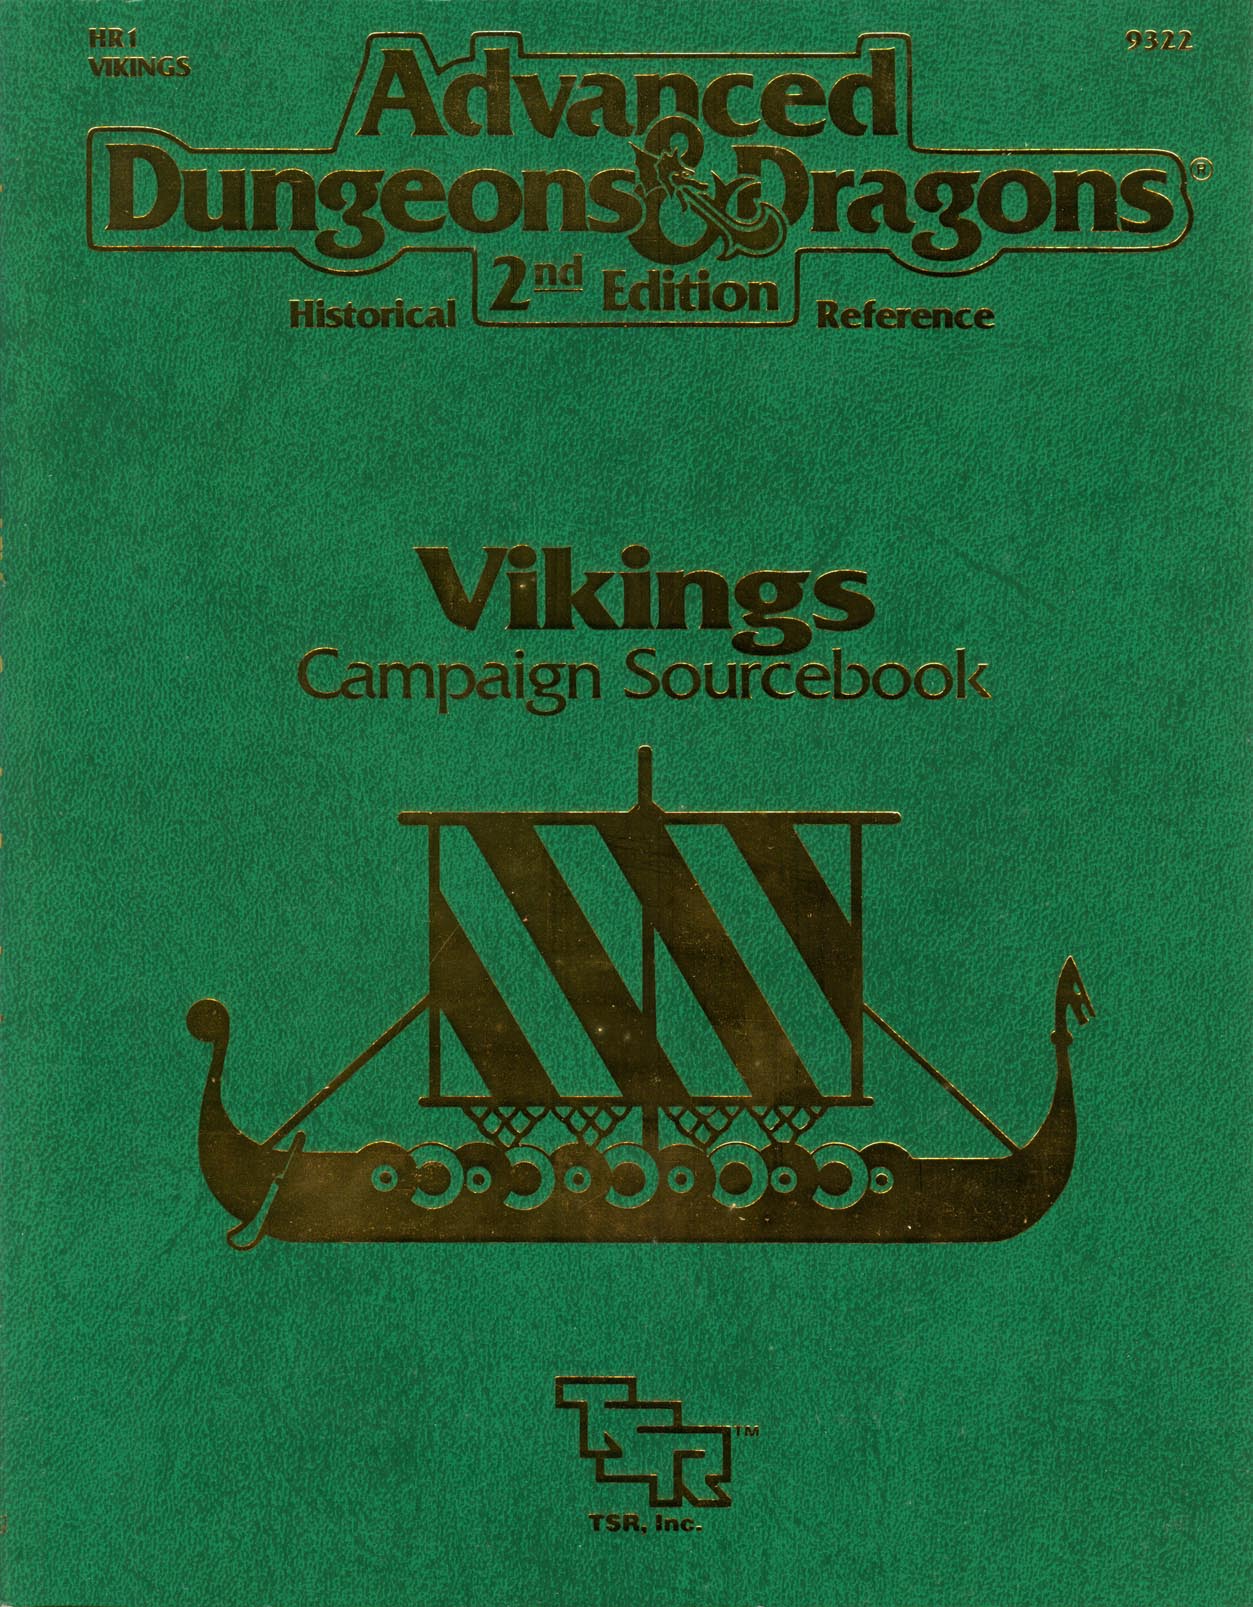 HR1
VIKINGS
9322
Advanced
Dungeons & Dragons®
2nd Edition
Historical Reference
Vikings
Campaign Sourcebook
TSR™
TSR, Inc.